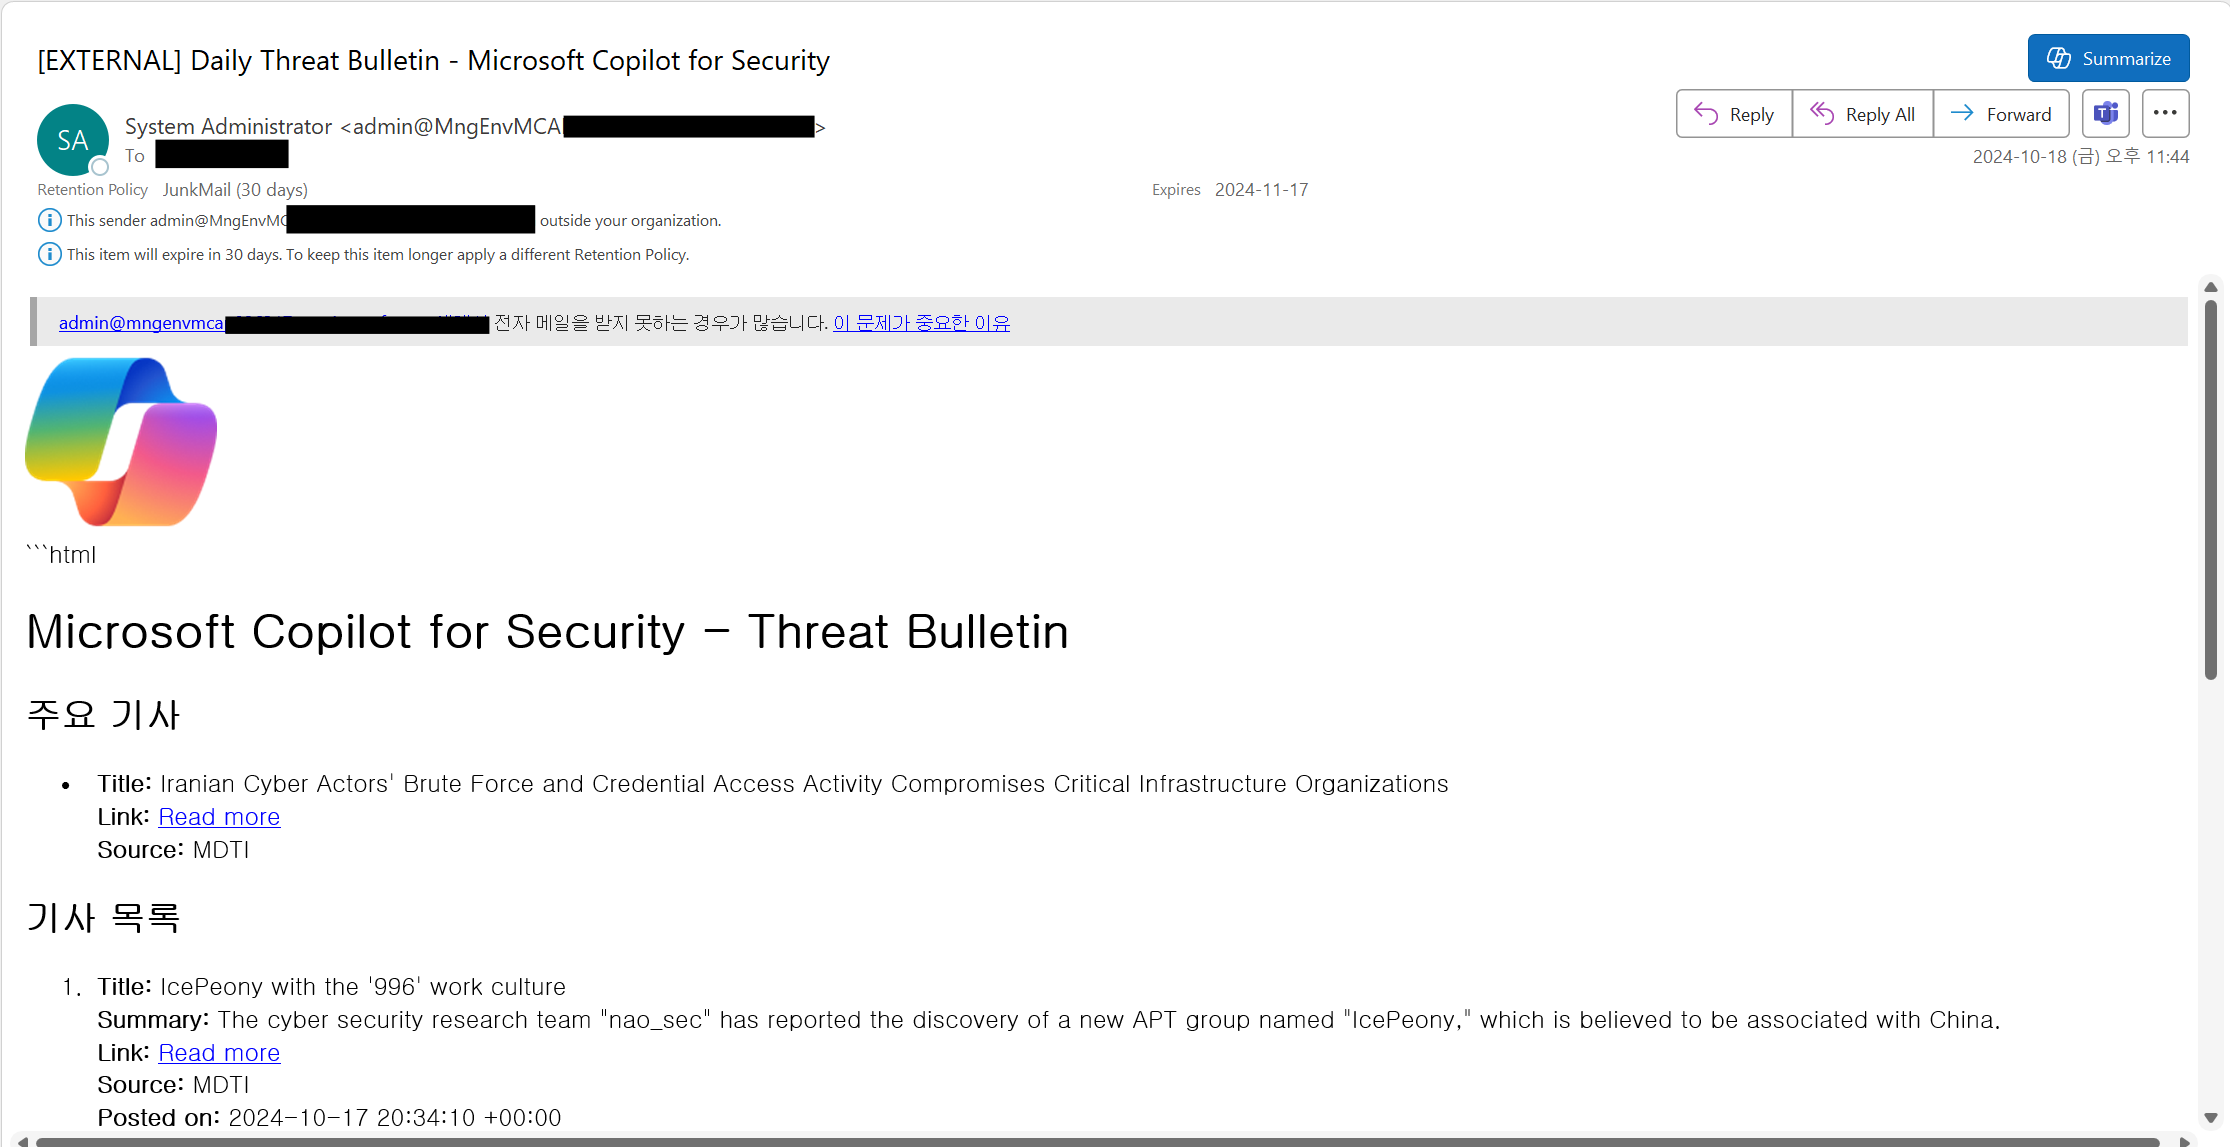 [EXTERNAL] Daily Threat Bulletin - Microsoft Copilot for Security
Summarize
SA
System Administrator <admin@MngEnvMCA >
To
Reply
Reply All
Forward
2024-10-18 (금) 오후 11:44
Retention Policy JunkMail (30 days)
Expires 2024-11-17
This sender admin@MngEnvMC outside your organization.
This item will expire in 30 days. To keep this item longer apply a different Retention Policy.
admin@mngenvmca 전자 메일을 받지 못하는 경우가 많습니다. 이 문제가 중요한 이유
```html
Microsoft Copilot for Security - Threat Bulletin
주요 기사
• Title: Iranian Cyber Actors' Brute Force and Credential Access Activity Compromises Critical Infrastructure Organizations
Link: Read more
Source: MDTI
기사 목록
1. Title: IcePeony with the '996' work culture
Summary: The cyber security research team "nao_sec" has reported the discovery of a new APT group named "IcePeony," which is believed to be associated with China.
Link: Read more
Source: MDTI
Posted on: 2024-10-17 20:34:10 +00:00